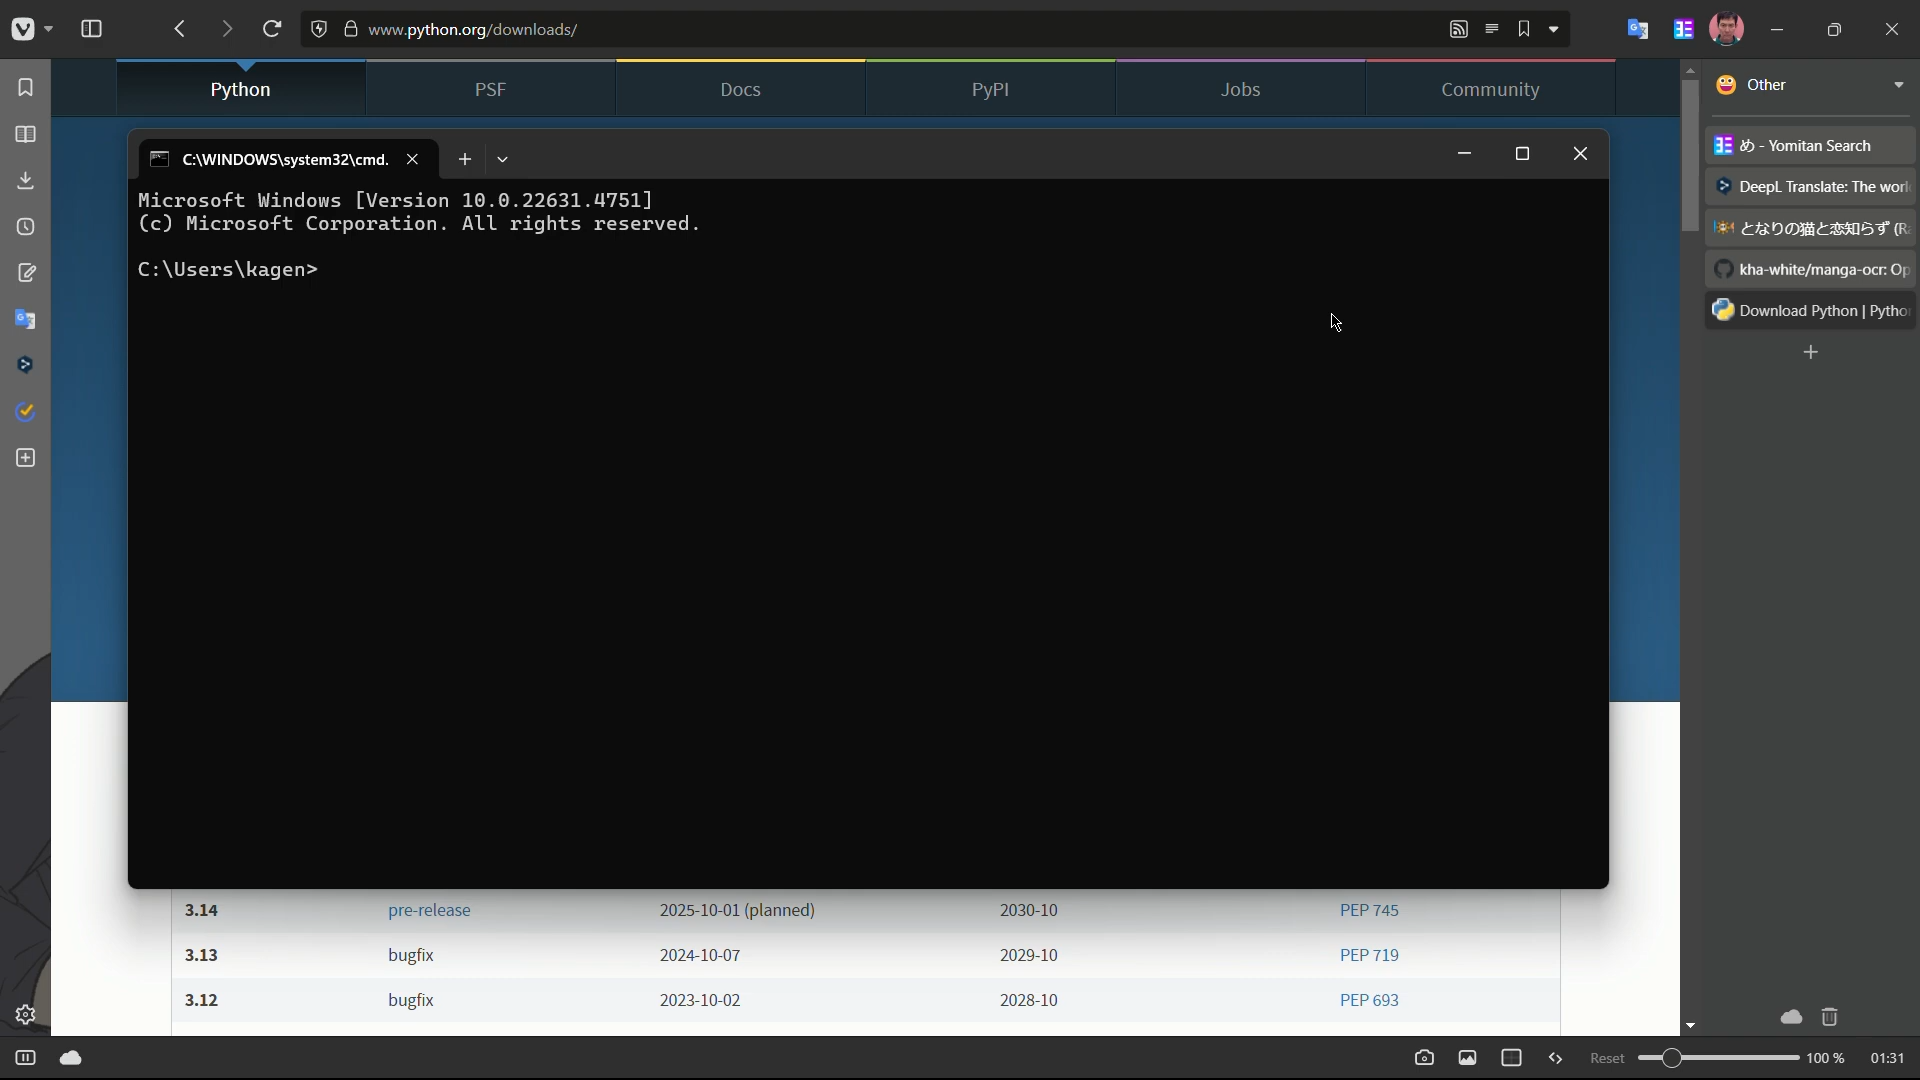 www.python.org/downloads/
Python
PSF
Docs
PyPI
Jobs
Community
Other
C:\WINDOWS\system32\cmd.
め - Yomitan Search
DeepL Translate: The worl
となりの猫と恋知らず (Ra
kha-white/manga-ocr: Op
Download Python | Pytho
Microsoft Windows [Version 10.0.22631.4751]
(c) Microsoft Corporation. All rights reserved.
C:\Users\kagen>
3.14 pre-release 2025-10-01 (planned) 2030-10 PEP 745
3.13 bugfix 2024-10-07 2029-10 PEP 719
3.12 bugfix 2023-10-02 2028-10 PEP 693
Reset 100 % 01:31